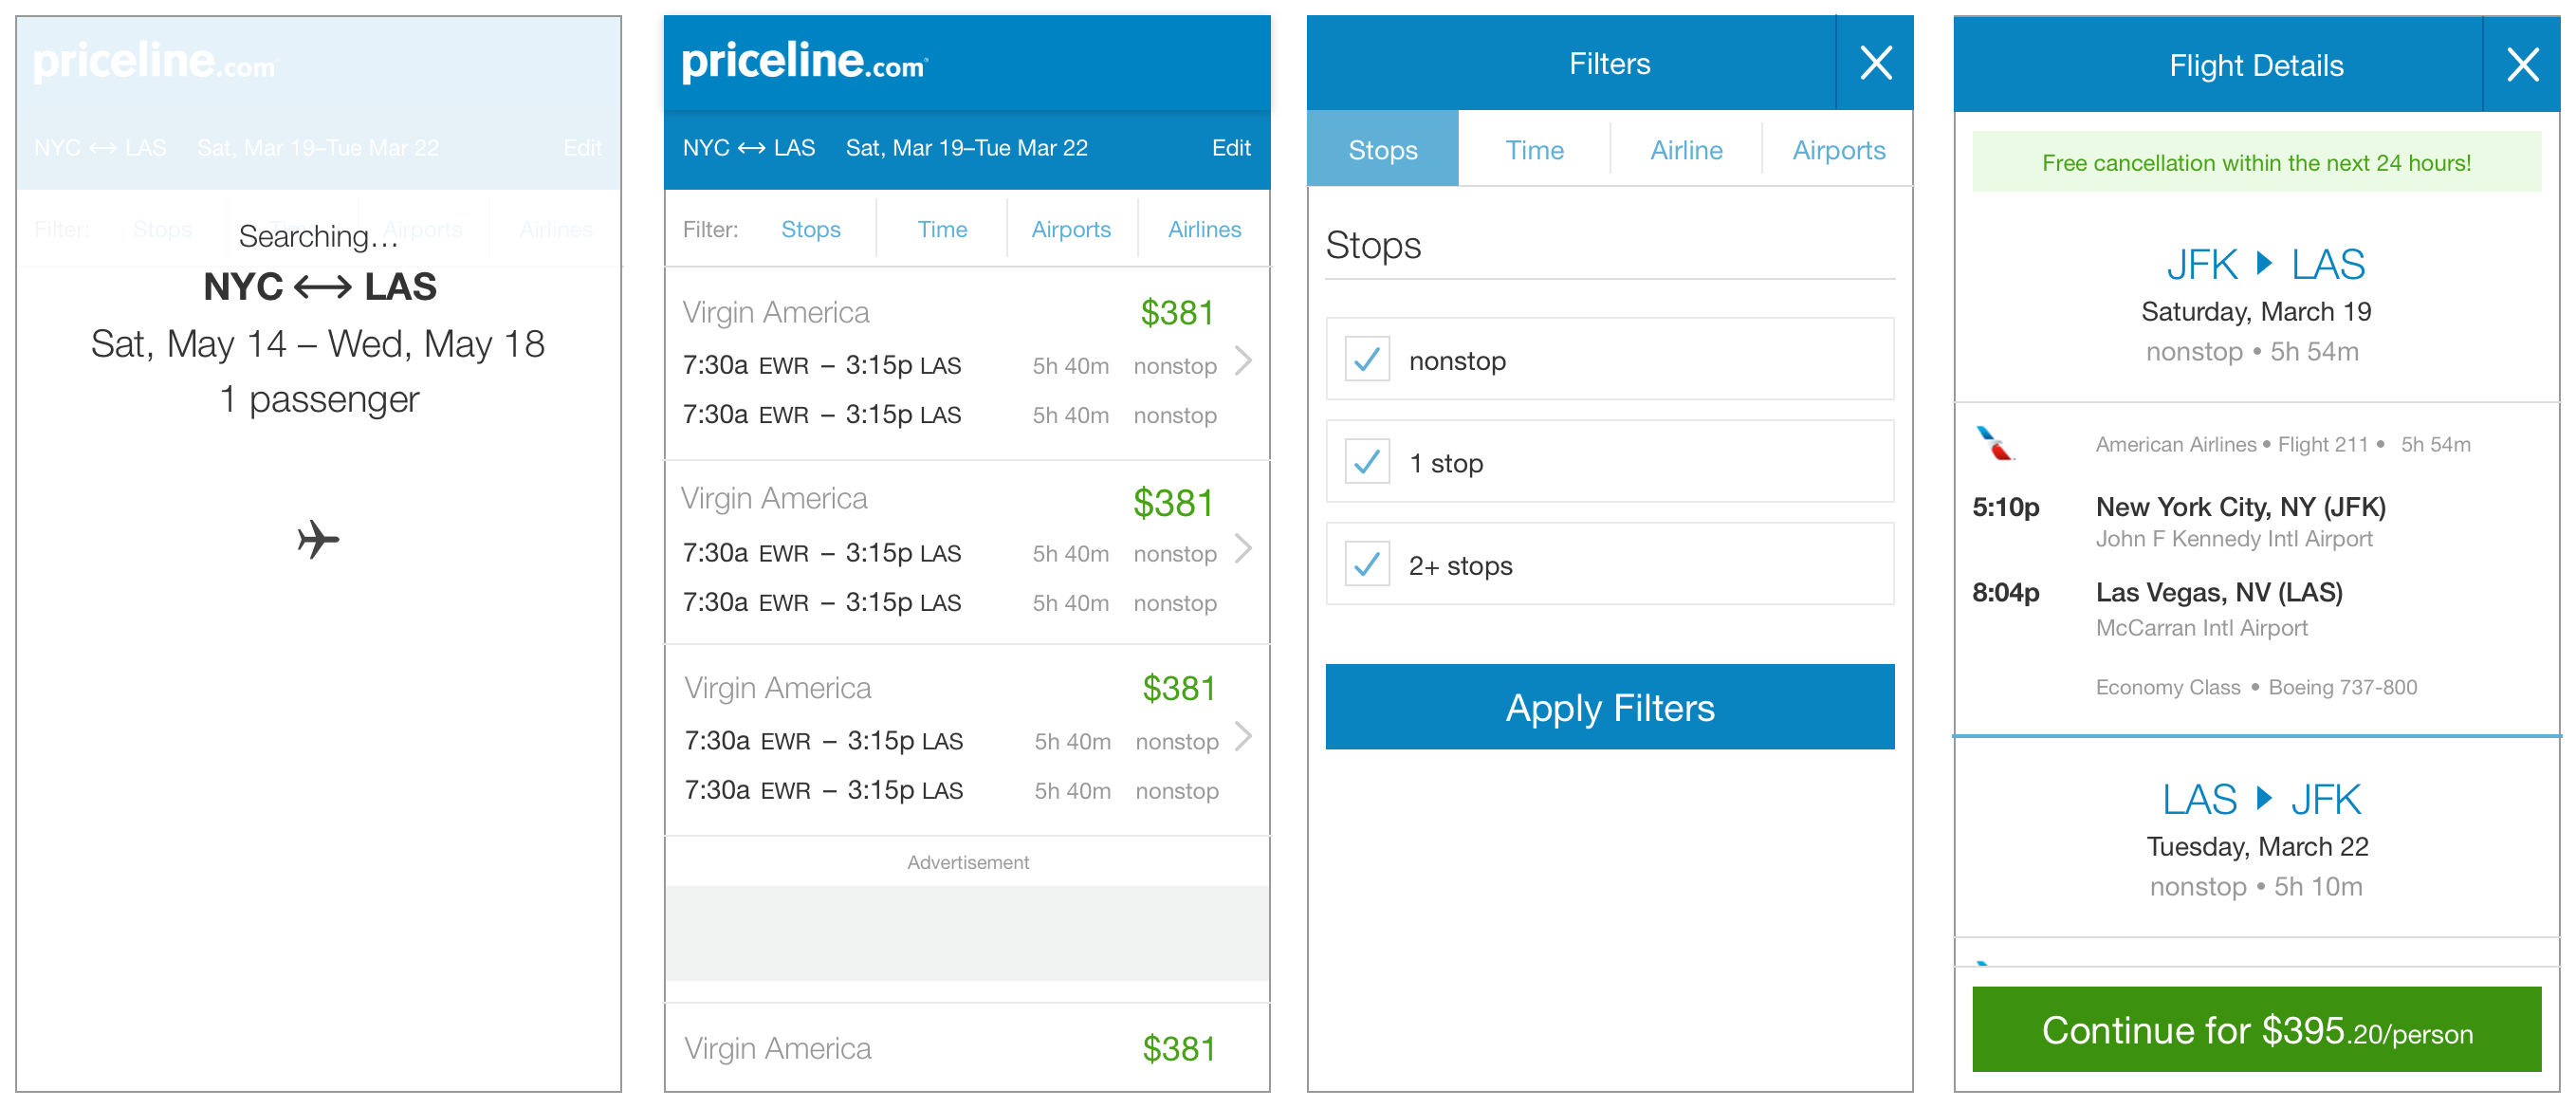 priceline.com
NYC ↔ LAS Sat, Mar 19–Tue Mar 22 Edit
Filter: Stops Time Airports Airlines
Searching...
NYC ↔ LAS
Sat, May 14 – Wed, May 18
1 passenger
priceline.com
NYC ↔ LAS Sat, Mar 19–Tue Mar 22 Edit
Filter: Stops Time Airports Airlines
Virgin America $381
7:30a EWR – 3:15p LAS 5h 40m nonstop
7:30a EWR – 3:15p LAS 5h 40m nonstop
Virgin America $381
7:30a EWR – 3:15p LAS 5h 40m nonstop
7:30a EWR – 3:15p LAS 5h 40m nonstop
Virgin America $381
7:30a EWR – 3:15p LAS 5h 40m nonstop
7:30a EWR – 3:15p LAS 5h 40m nonstop
Advertisement
Virgin America $381
Filters
Stops Time Airline Airports
Stops
nonstop
1 stop
2+ stops
Apply Filters
Flight Details
Free cancellation within the next 24 hours!
JFK ▸ LAS
Saturday, March 19
nonstop • 5h 54m
American Airlines • Flight 211 • 5h 54m
5:10p New York City, NY (JFK)
John F Kennedy Intl Airport
8:04p Las Vegas, NV (LAS)
McCarran Intl Airport
Economy Class • Boeing 737-800
LAS ▸ JFK
Tuesday, March 22
nonstop • 5h 10m
Continue for $395.20/person